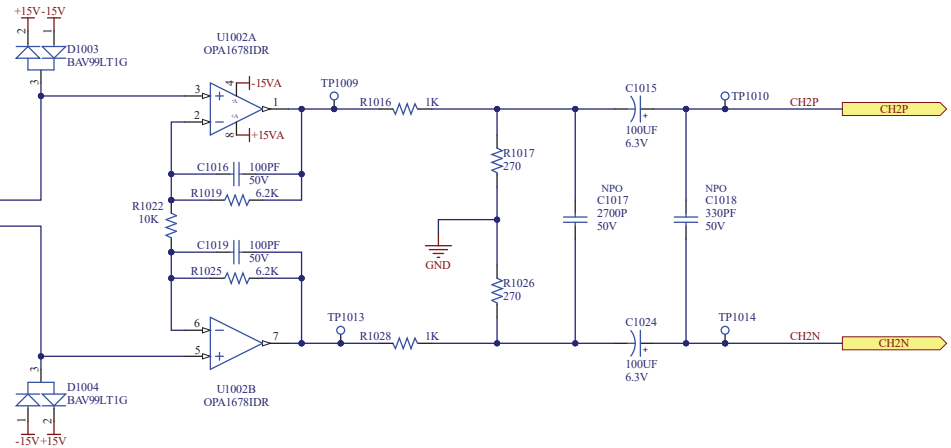 +15V -15V
2 1
D1003
BAV99LT1G
3
U1002A
OPA1678IDR
4 -15VA
3 +
1
2 −
8 +15VA
TP1009
R1016 1K
C1015
+
100UF
6.3V
TP1010
CH2P
CH2P
C1016 100PF
50V
R1019 6.2K
R1022
10K
R1017
270
NPO
C1017
2700P
50V
NPO
C1018
330PF
50V
C1019 100PF
50V
R1025 6.2K
GND
R1026
270
6 −
7
5 +
TP1013
R1028 1K
C1024
+
100UF
6.3V
TP1014
CH2N
CH2N
3
D1004
BAV99LT1G
1 2
-15V +15V
U1002B
OPA1678IDR